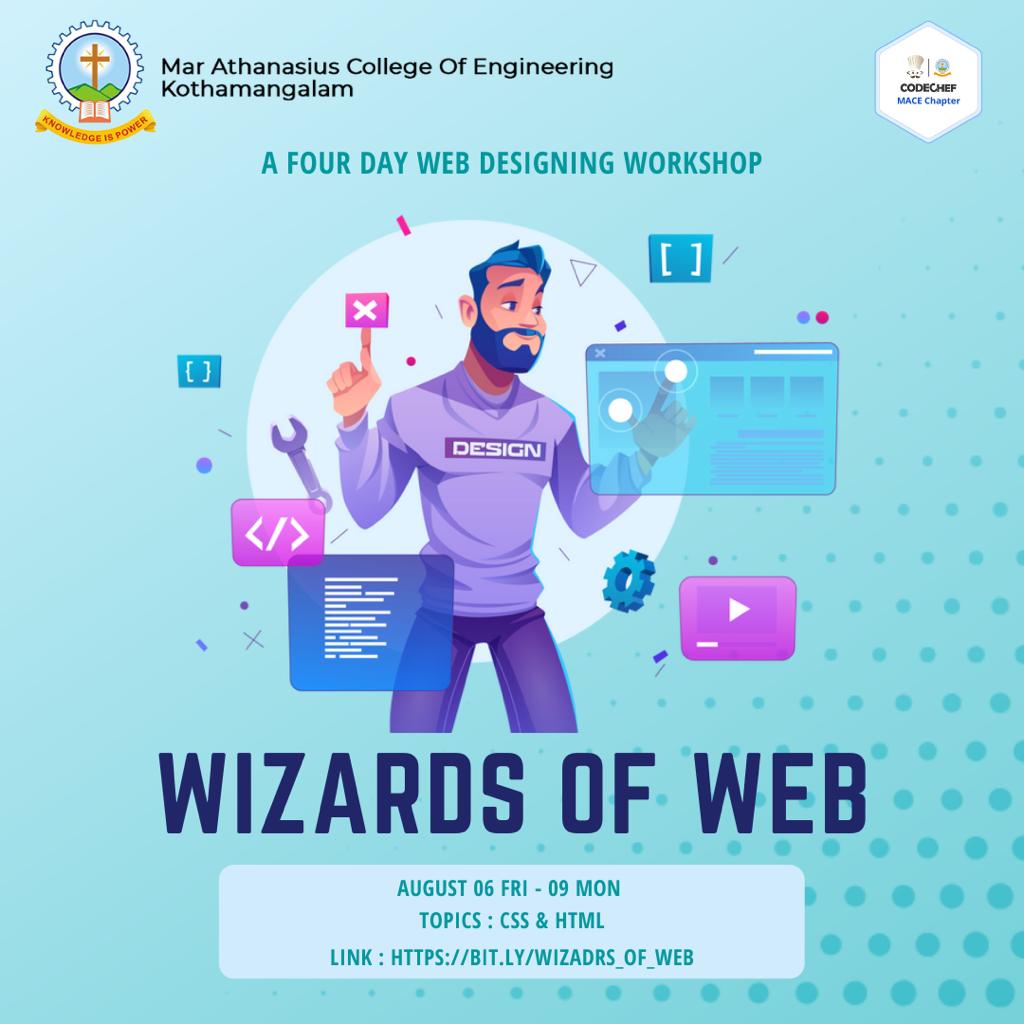 Mar Athanasius College Of Engineering
Kothamangalam
KNOWLEDGE IS POWER
CODECHEF
MACE Chapter
A FOUR DAY WEB DESIGNING WORKSHOP
[ ]
{ }
DESIGN
</>
WIZARDS OF WEB
AUGUST 06 FRI - 09 MON
TOPICS : CSS & HTML
LINK : HTTPS://BIT.LY/WIZADRS_OF_WEB